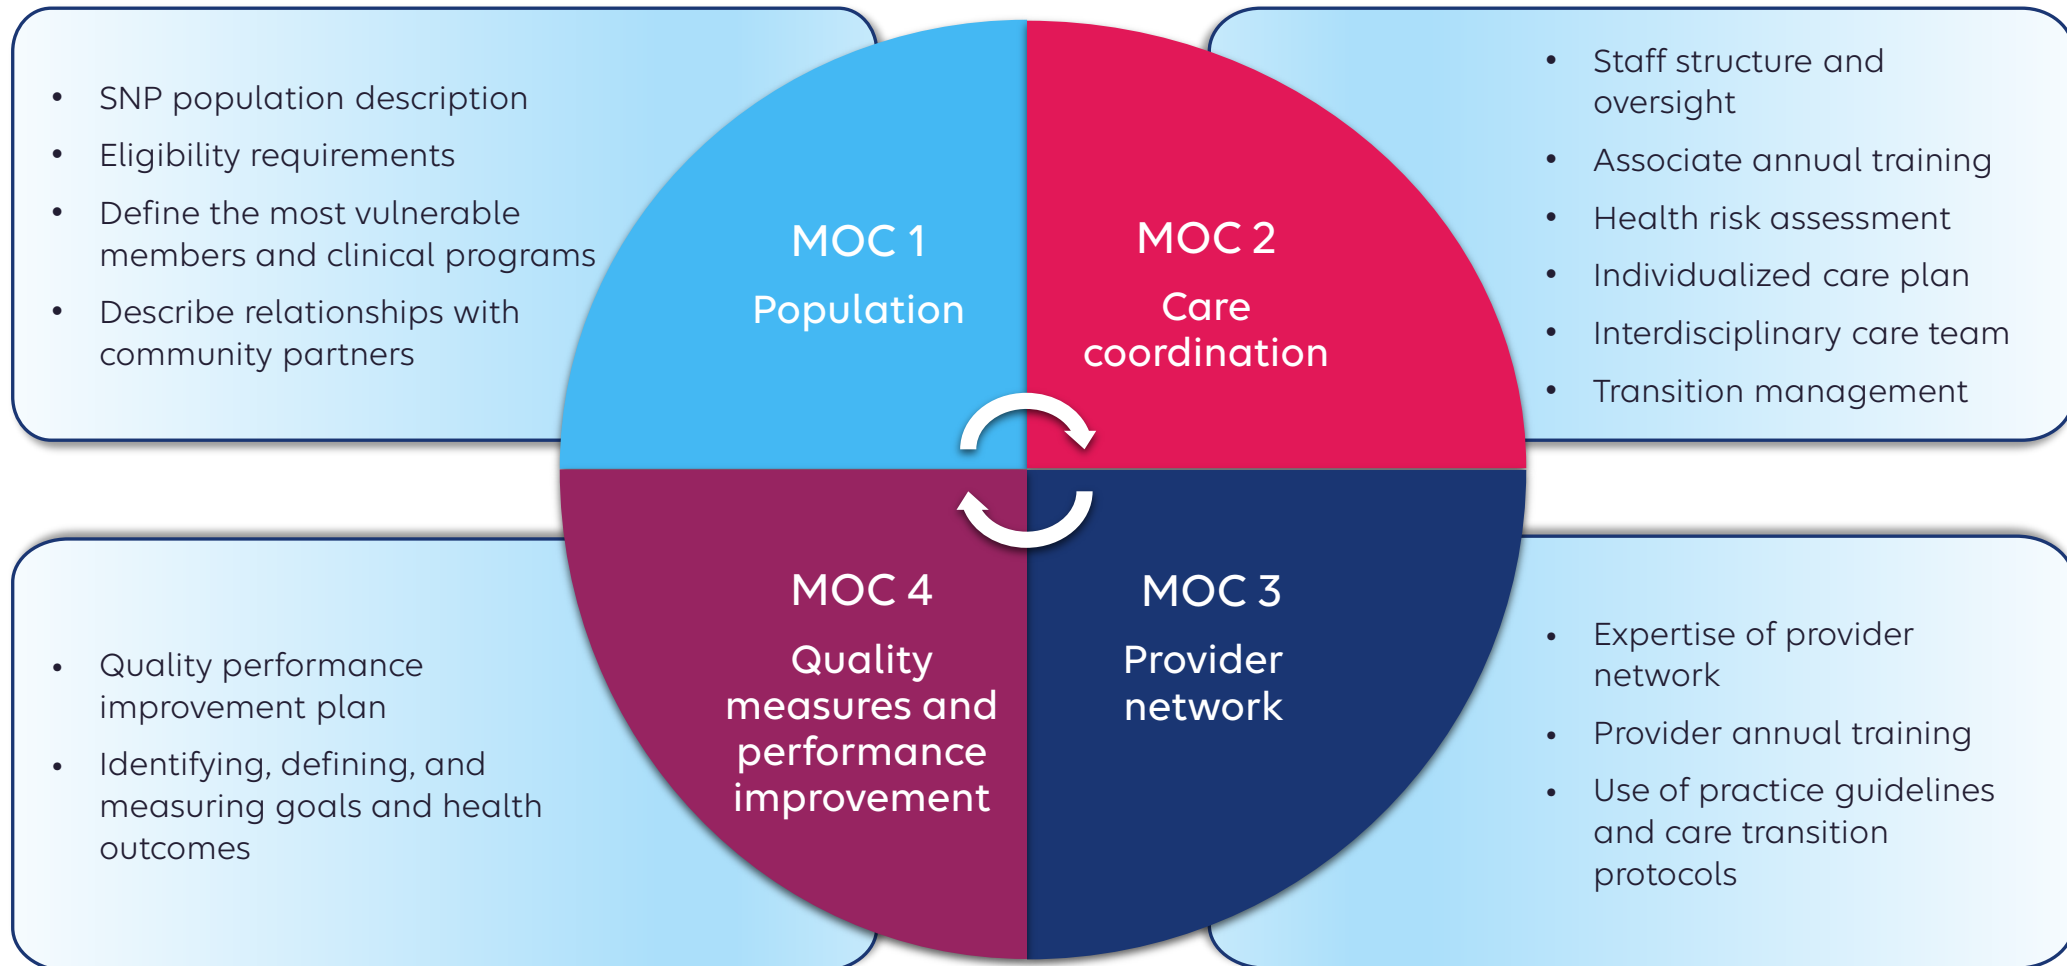 • SNP population description
• Eligibility requirements
• Define the most vulnerable
members and clinical programs
• Describe relationships with
community partners
MOC 1
Population
MOC 2
Care
coordination
• Staff structure and
oversight
• Associate annual training
• Health risk assessment
• Individualized care plan
• Interdisciplinary care team
• Transition management
• Quality performance
improvement plan
• Identifying, defining, and
measuring goals and health
outcomes
MOC 4
Quality
measures and
performance
improvement
MOC 3
Provider
network
• Expertise of provider
network
• Provider annual training
• Use of practice guidelines
and care transition
protocols